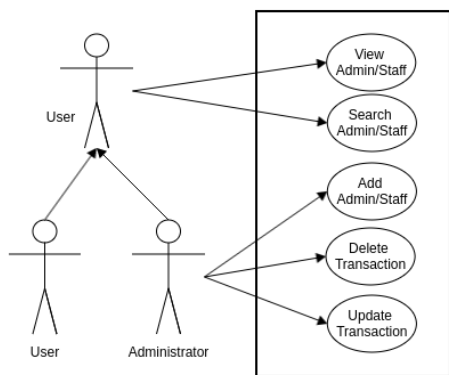 View
Admin/Staff
User
Search
Admin/Staff
Add
Admin/Staff
Delete
Transaction
Update
Transaction
User
Administrator